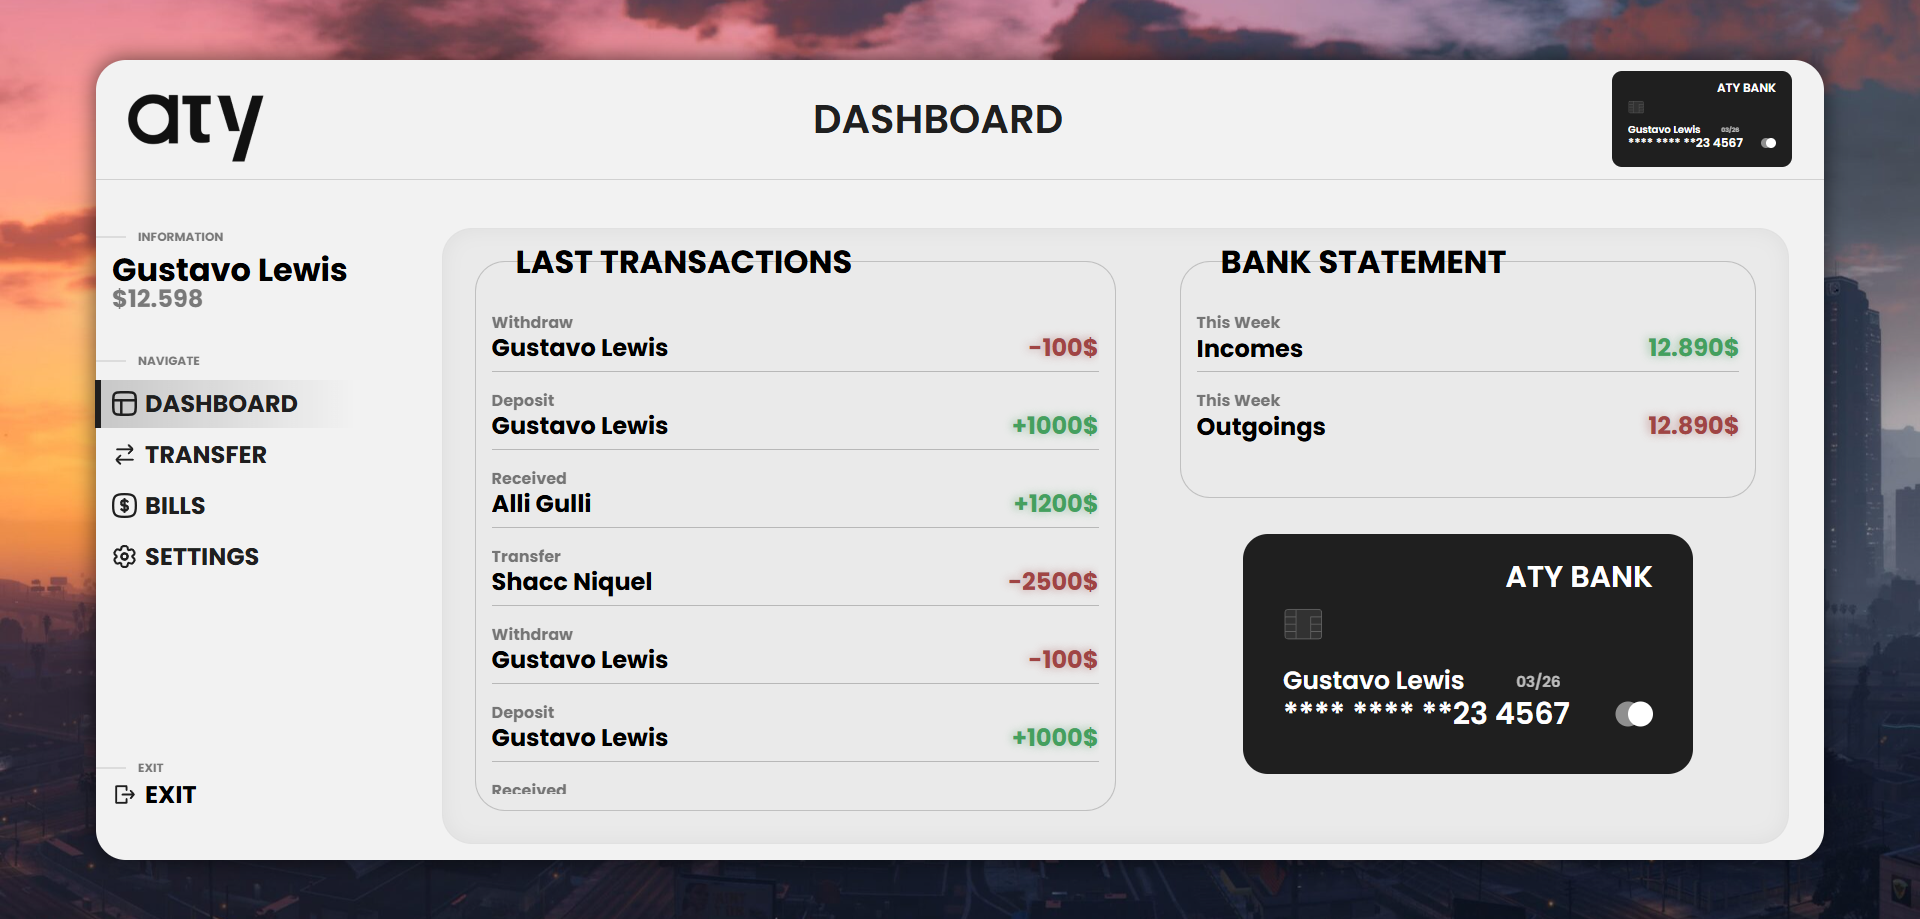 aty
DASHBOARD
ATY BANK
Gustavo Lewis 03/26
**** **** **23 4567
INFORMATION
Gustavo Lewis
$12.598
NAVIGATE
DASHBOARD
TRANSFER
BILLS
SETTINGS
EXIT
EXIT
LAST TRANSACTIONS
Withdraw
Gustavo Lewis -100$
Deposit
Gustavo Lewis +1000$
Received
Alli Gulli +1200$
Transfer
Shacc Niquel -2500$
Withdraw
Gustavo Lewis -100$
Deposit
Gustavo Lewis +1000$
Received
BANK STATEMENT
This Week
Incomes 12.890$
This Week
Outgoings 12.890$
ATY BANK
Gustavo Lewis 03/26
**** **** **23 4567